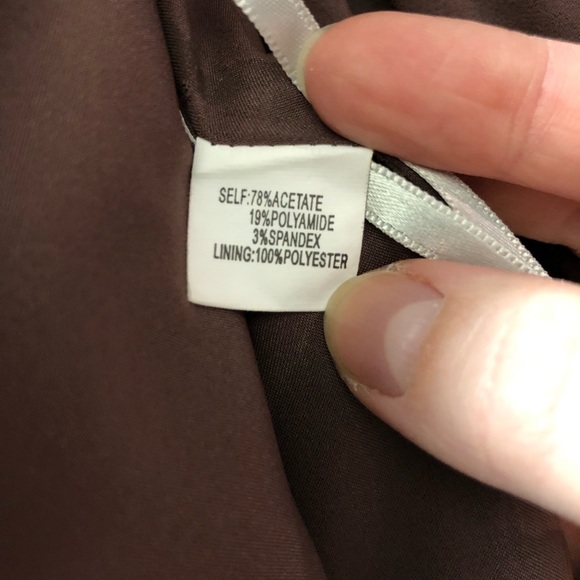 SELF:78%ACETATE
19%POLYAMIDE
3%SPANDEX
LINING:100%POLYESTER